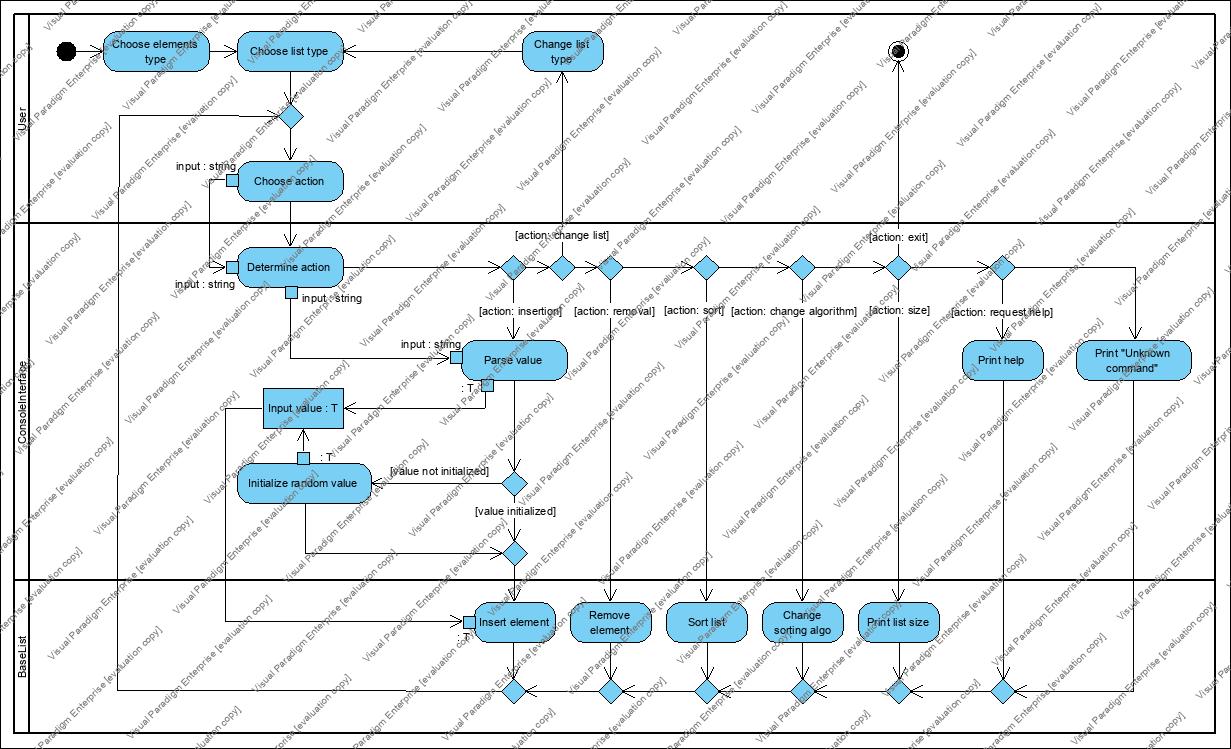 Choose elements
type
Choose list type
Change list
type
User
input : string
Choose action
[action: change list]
[action: exit]
Determine action
input : string
input : string
[action: insertion]
[action: removal]
[action: sort]
[action: change algorithm]
[action: size]
[action: request help]
ConsoleInterface
input : string
Parse value
Print help
Print "Unknown
command"
: T
Input value : T
: T
[value not initialized]
Initialize random value
[value initialized]
BaseList
Insert element
: T
Remove
element
Sort list
Change
sorting algo
Print list size
Visual Paradigm Enterprise [evaluation copy]